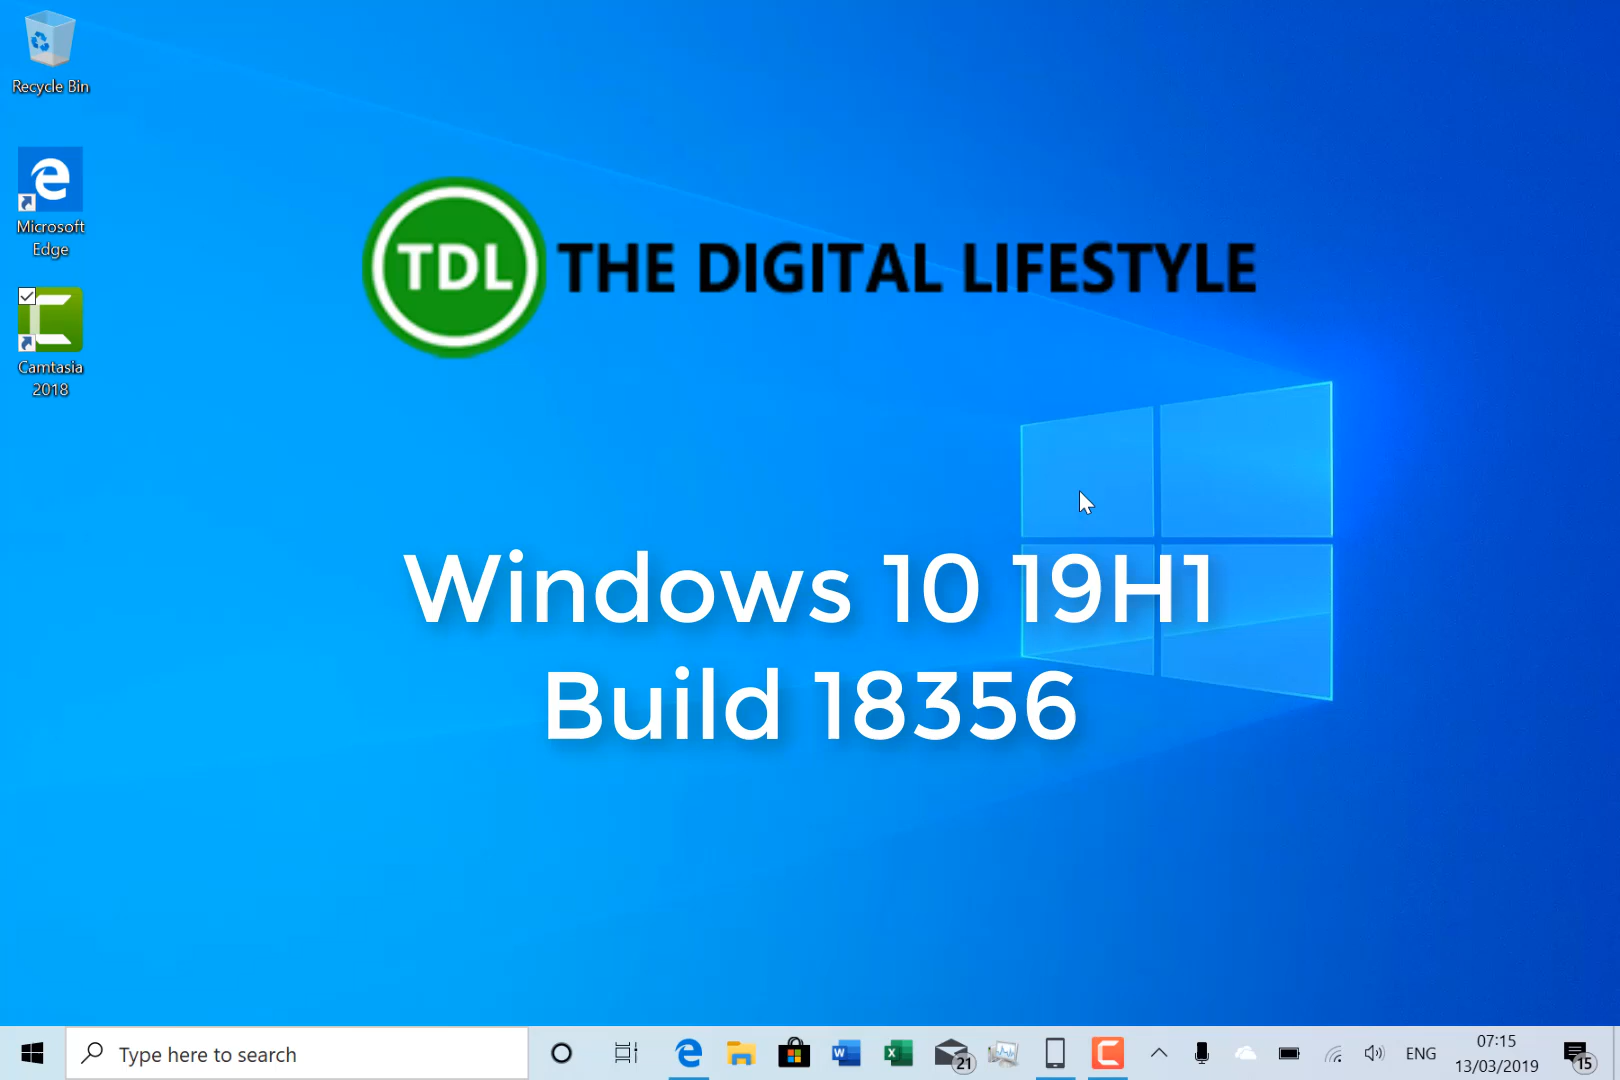 Recycle Bin
Microsoft
Edge
Camtasia
2018
TDL THE DIGITAL LIFESTYLE
Windows 10 19H1
Build 18356
Type here to search
21
ENG
07:15
13/03/2019
15